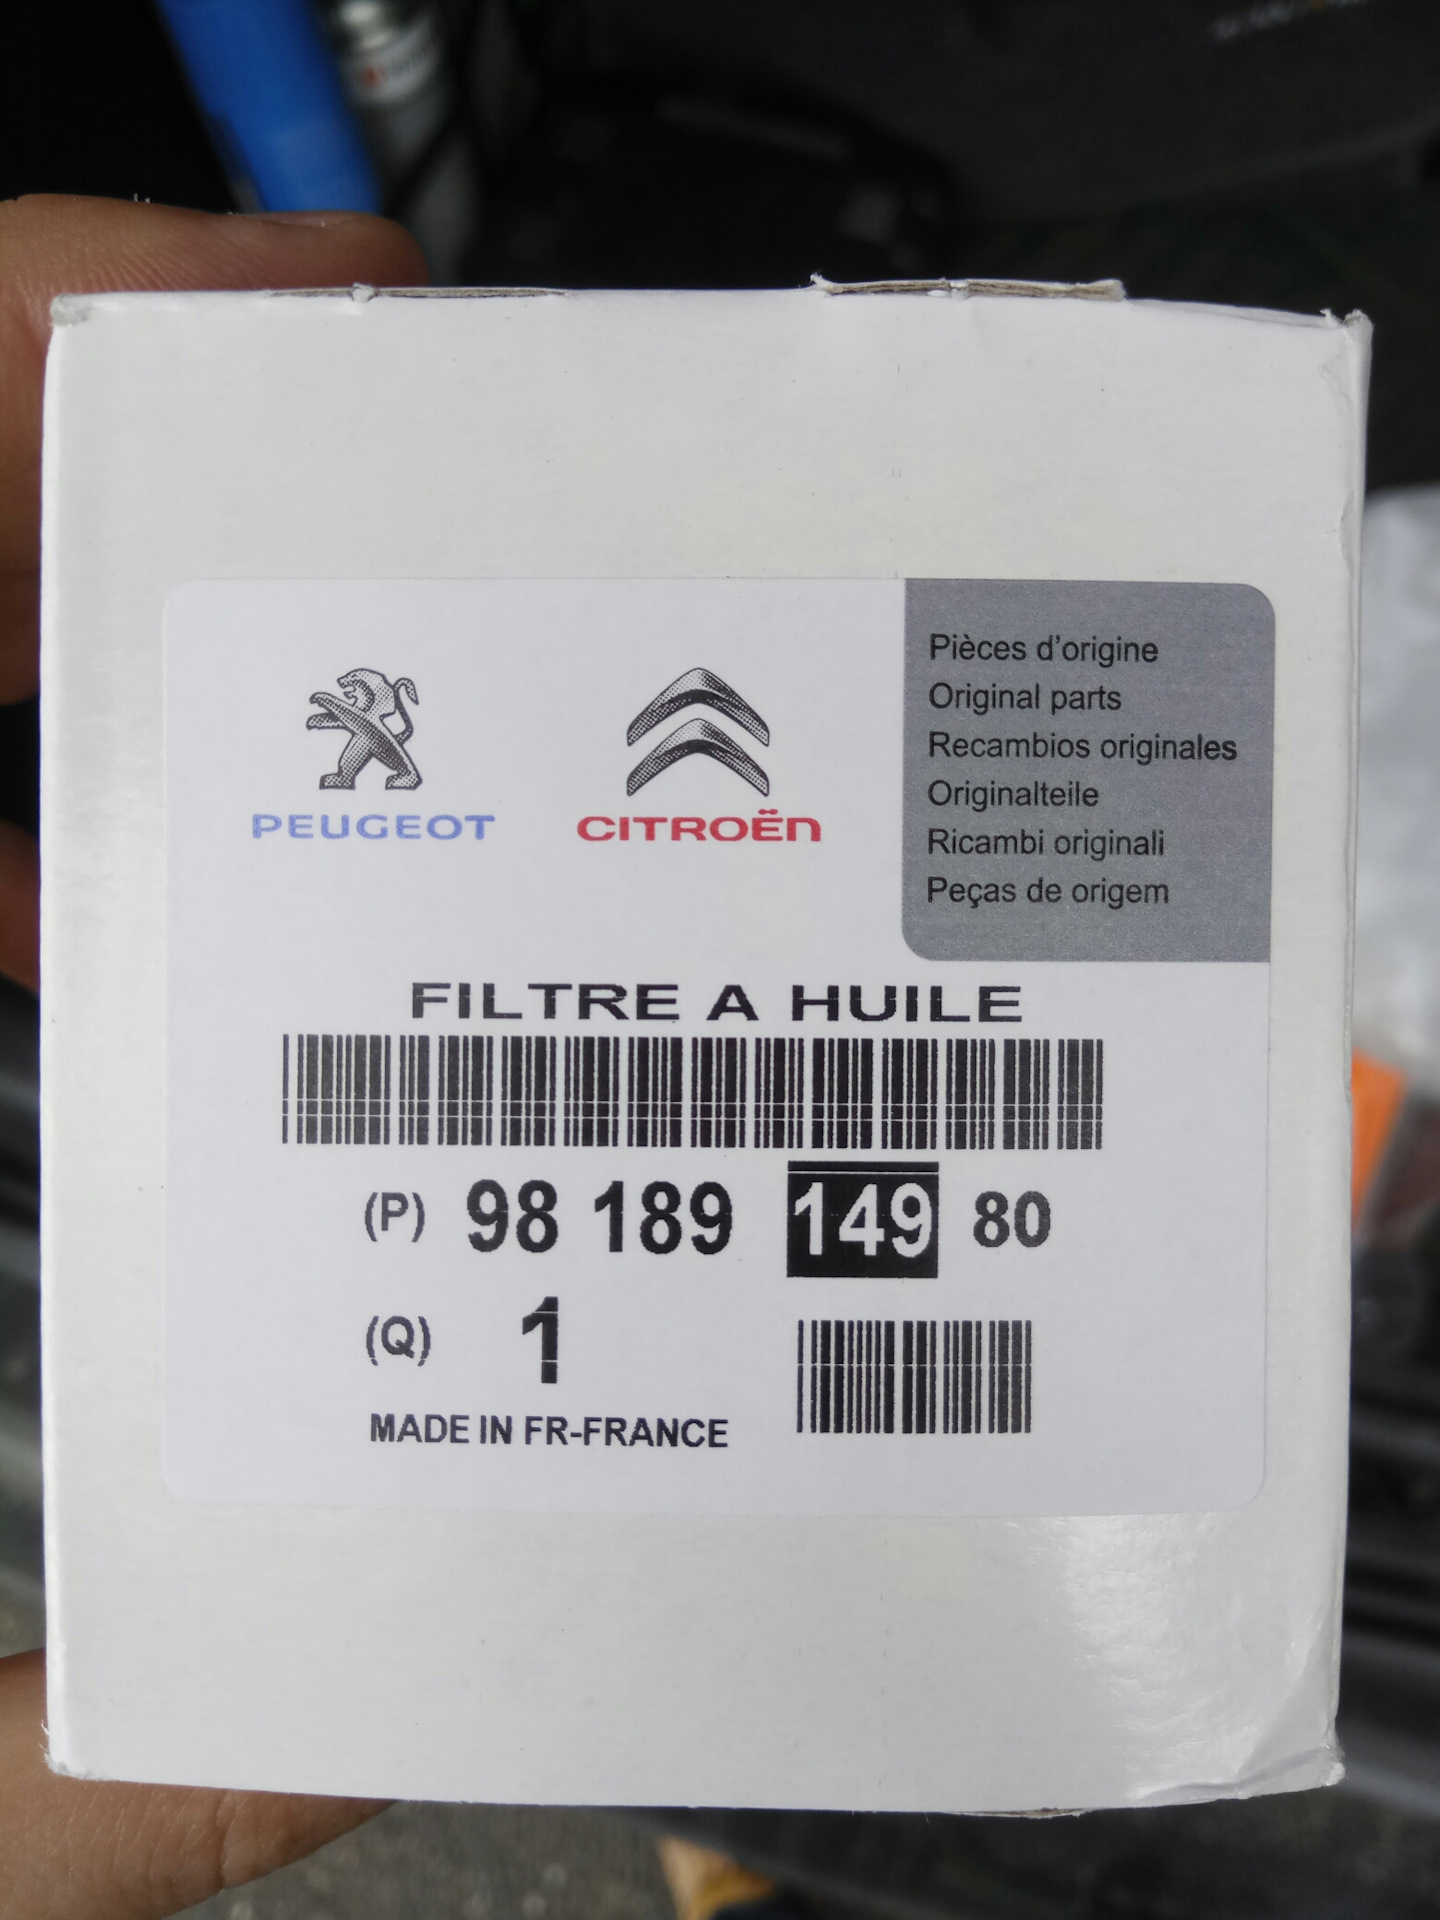 PEUGEOT
CITROËN
Pièces d'origine
Original parts
Recambios originales
Originalteile
Ricambi originali
Peças de origem
FILTRE A HUILE
(P) 98 189 149 80
(Q) 1
MADE IN FR-FRANCE